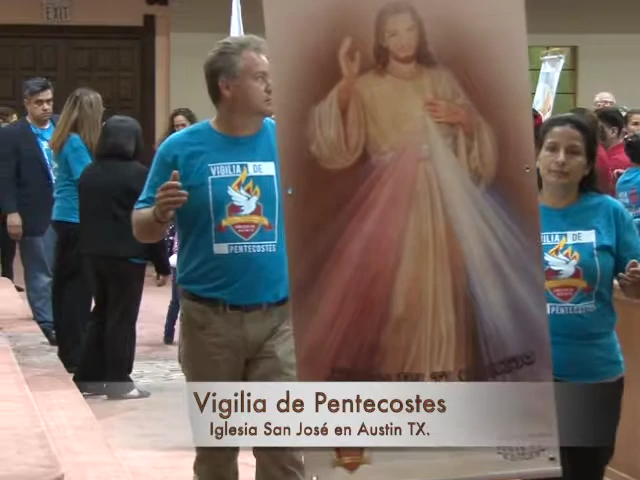 EXIT
VIGILIA DE
PENTECOSTES
VIGILIA DE
PENTECOSTES
Vigilia de Pentecostes
Iglesia San José en Austin TX.